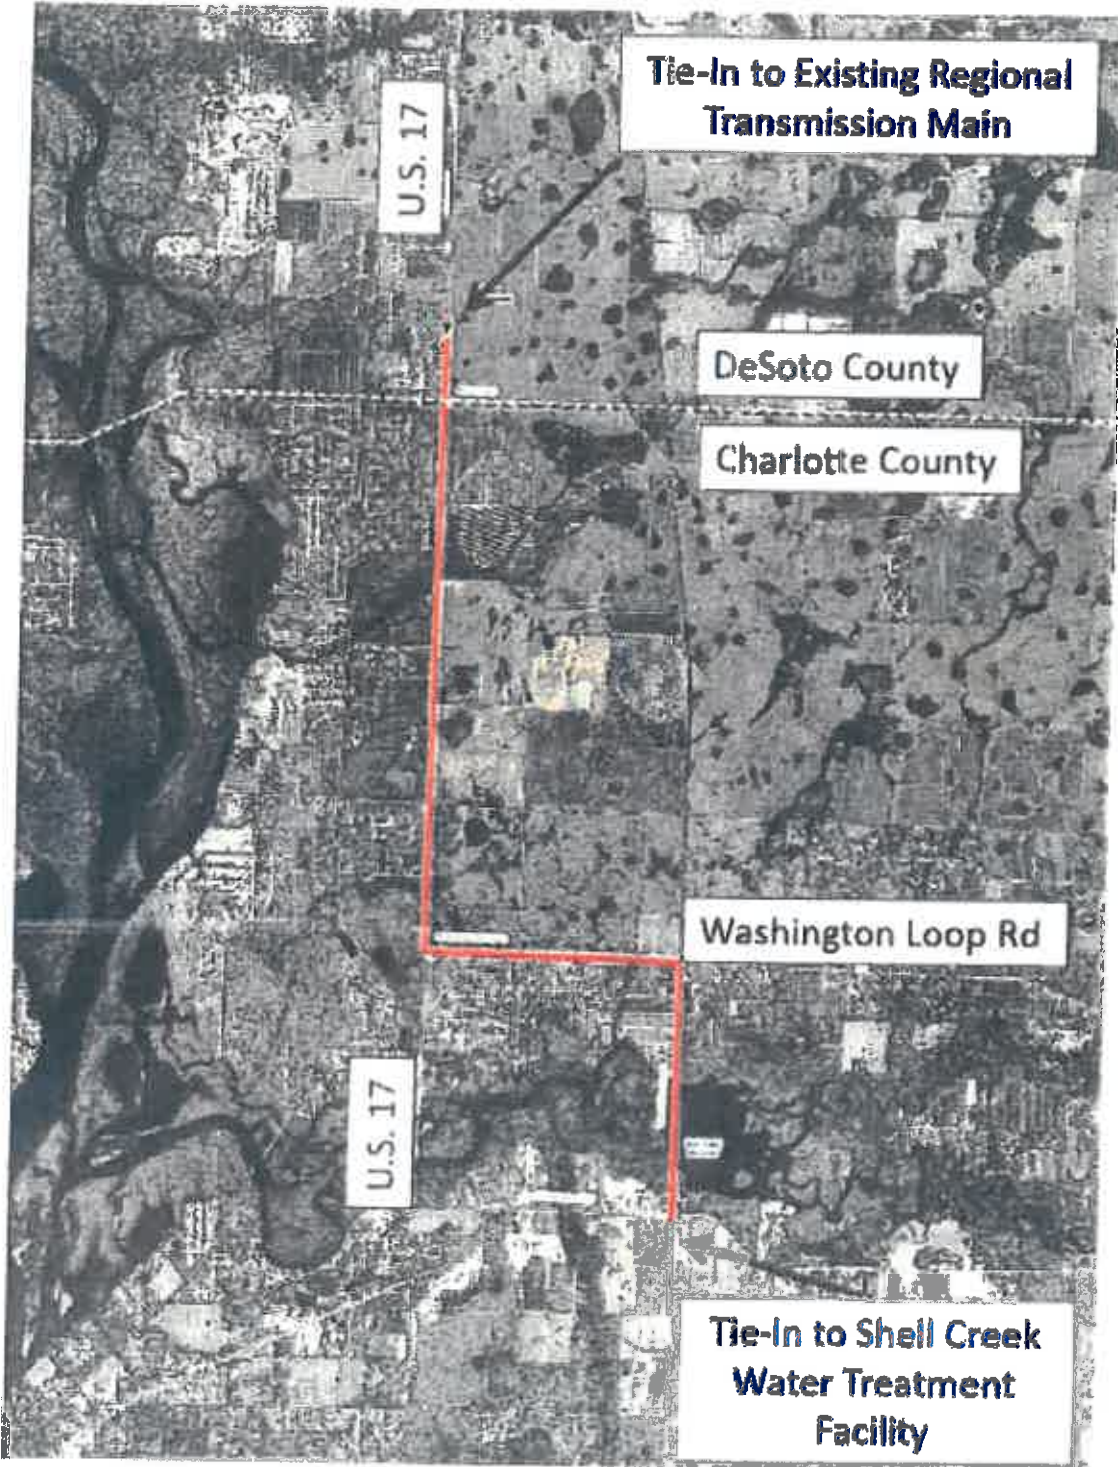 Tie-In to Existing Regional
Transmission Main
U.S. 17
DeSoto County
Charlotte County
Washington Loop Rd
U.S. 17
Tie-In to Shell Creek
Water Treatment
Facility